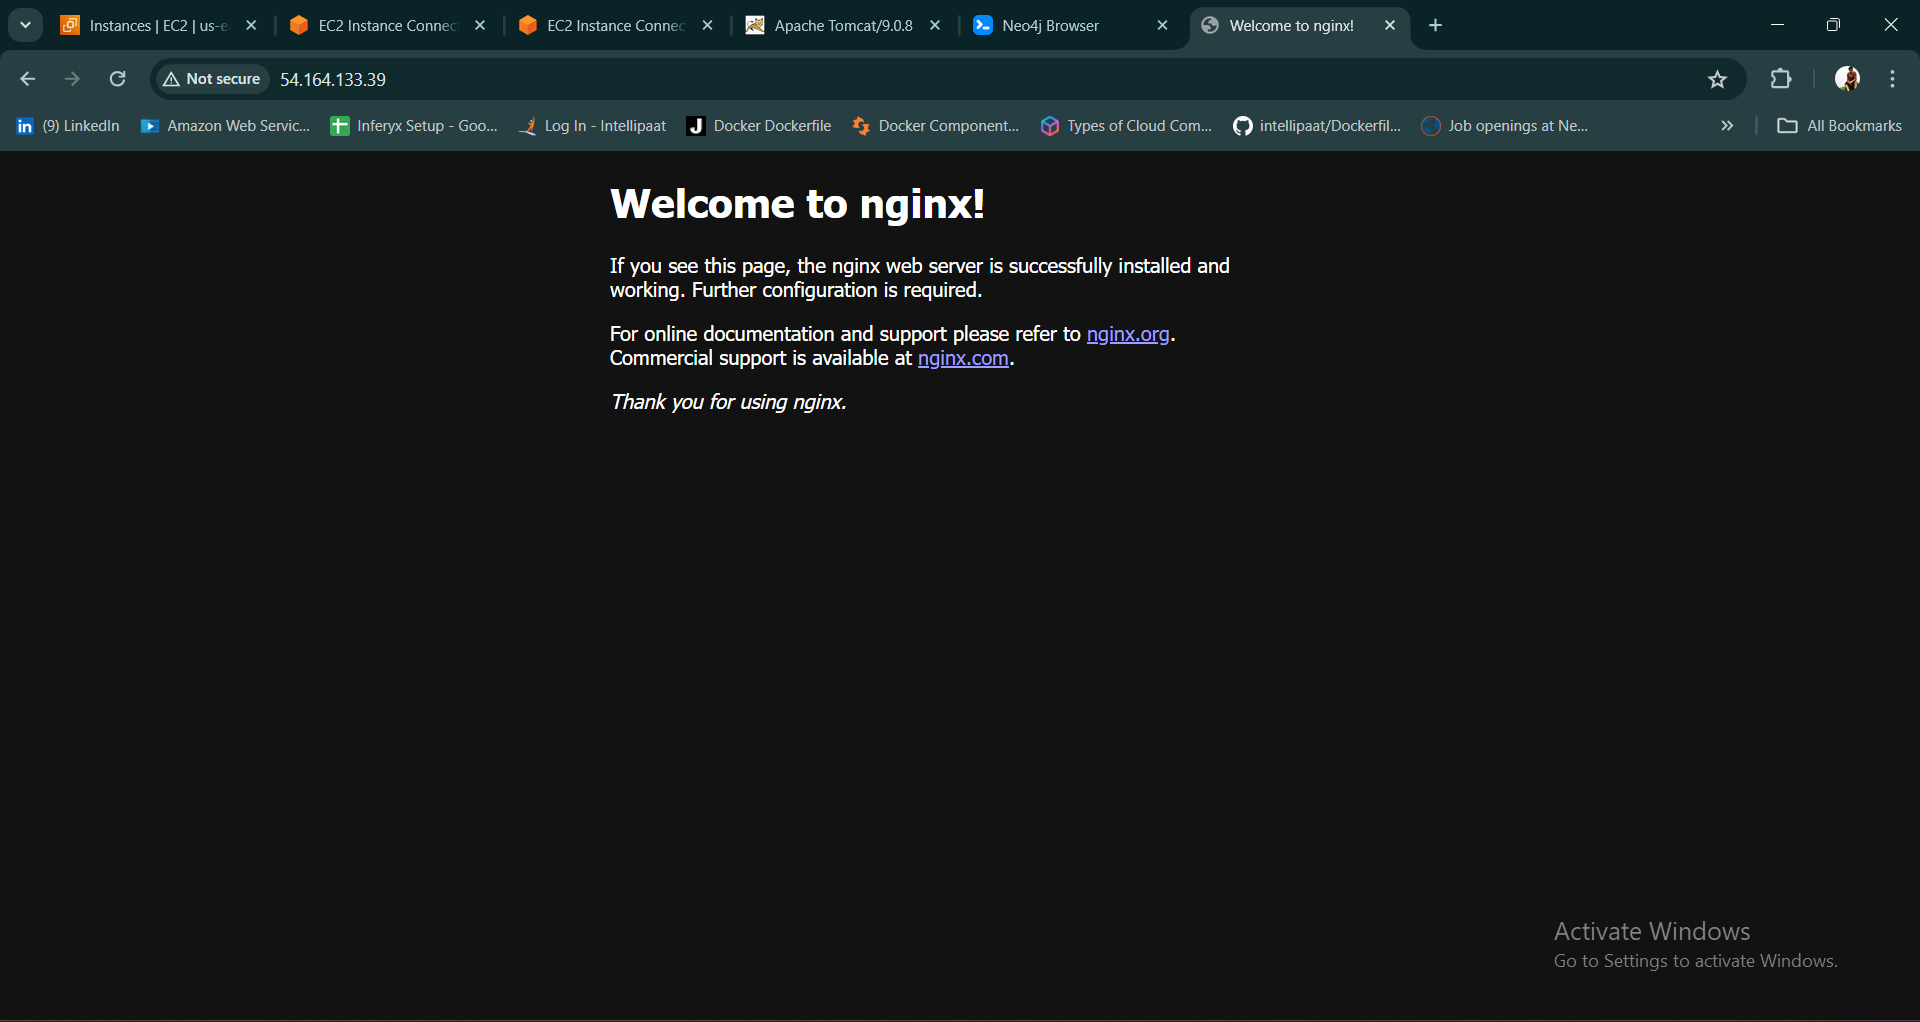 Instances | EC2 | us-e
EC2 Instance Connec
EC2 Instance Connec
Apache Tomcat/9.0.8
Neo4j Browser
Welcome to nginx!
Not secure
54.164.133.39
(9) LinkedIn
Amazon Web Servic...
Inferyx Setup - Goo...
Log In - Intellipaat
Docker Dockerfile
Docker Component...
Types of Cloud Com...
intellipaat/Dockerfil...
Job openings at Ne...
All Bookmarks
Welcome to nginx!
If you see this page, the nginx web server is successfully installed and
working. Further configuration is required.
For online documentation and support please refer to nginx.org.
Commercial support is available at nginx.com.
Thank you for using nginx.
Activate Windows
Go to Settings to activate Windows.